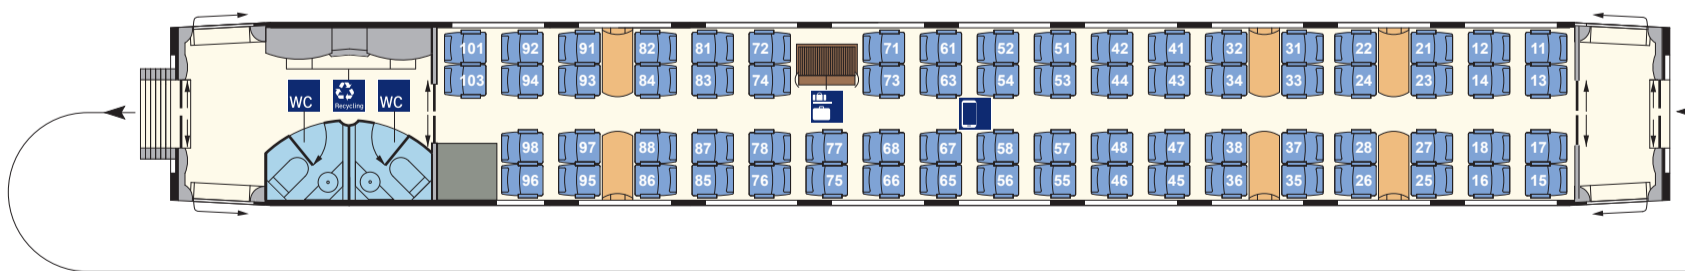 101 92 91 82 81 72 71 61 52 51 42 41 32 31 22 21 12 11
103 94 93 84 83 74 73 63 54 53 44 43 34 33 24 23 14 13
WC Recycling WC
98 97 88 87 78 77 68 67 58 57 48 47 38 37 28 27 18 17
96 95 86 85 76 75 66 65 56 55 46 45 36 35 26 25 16 15